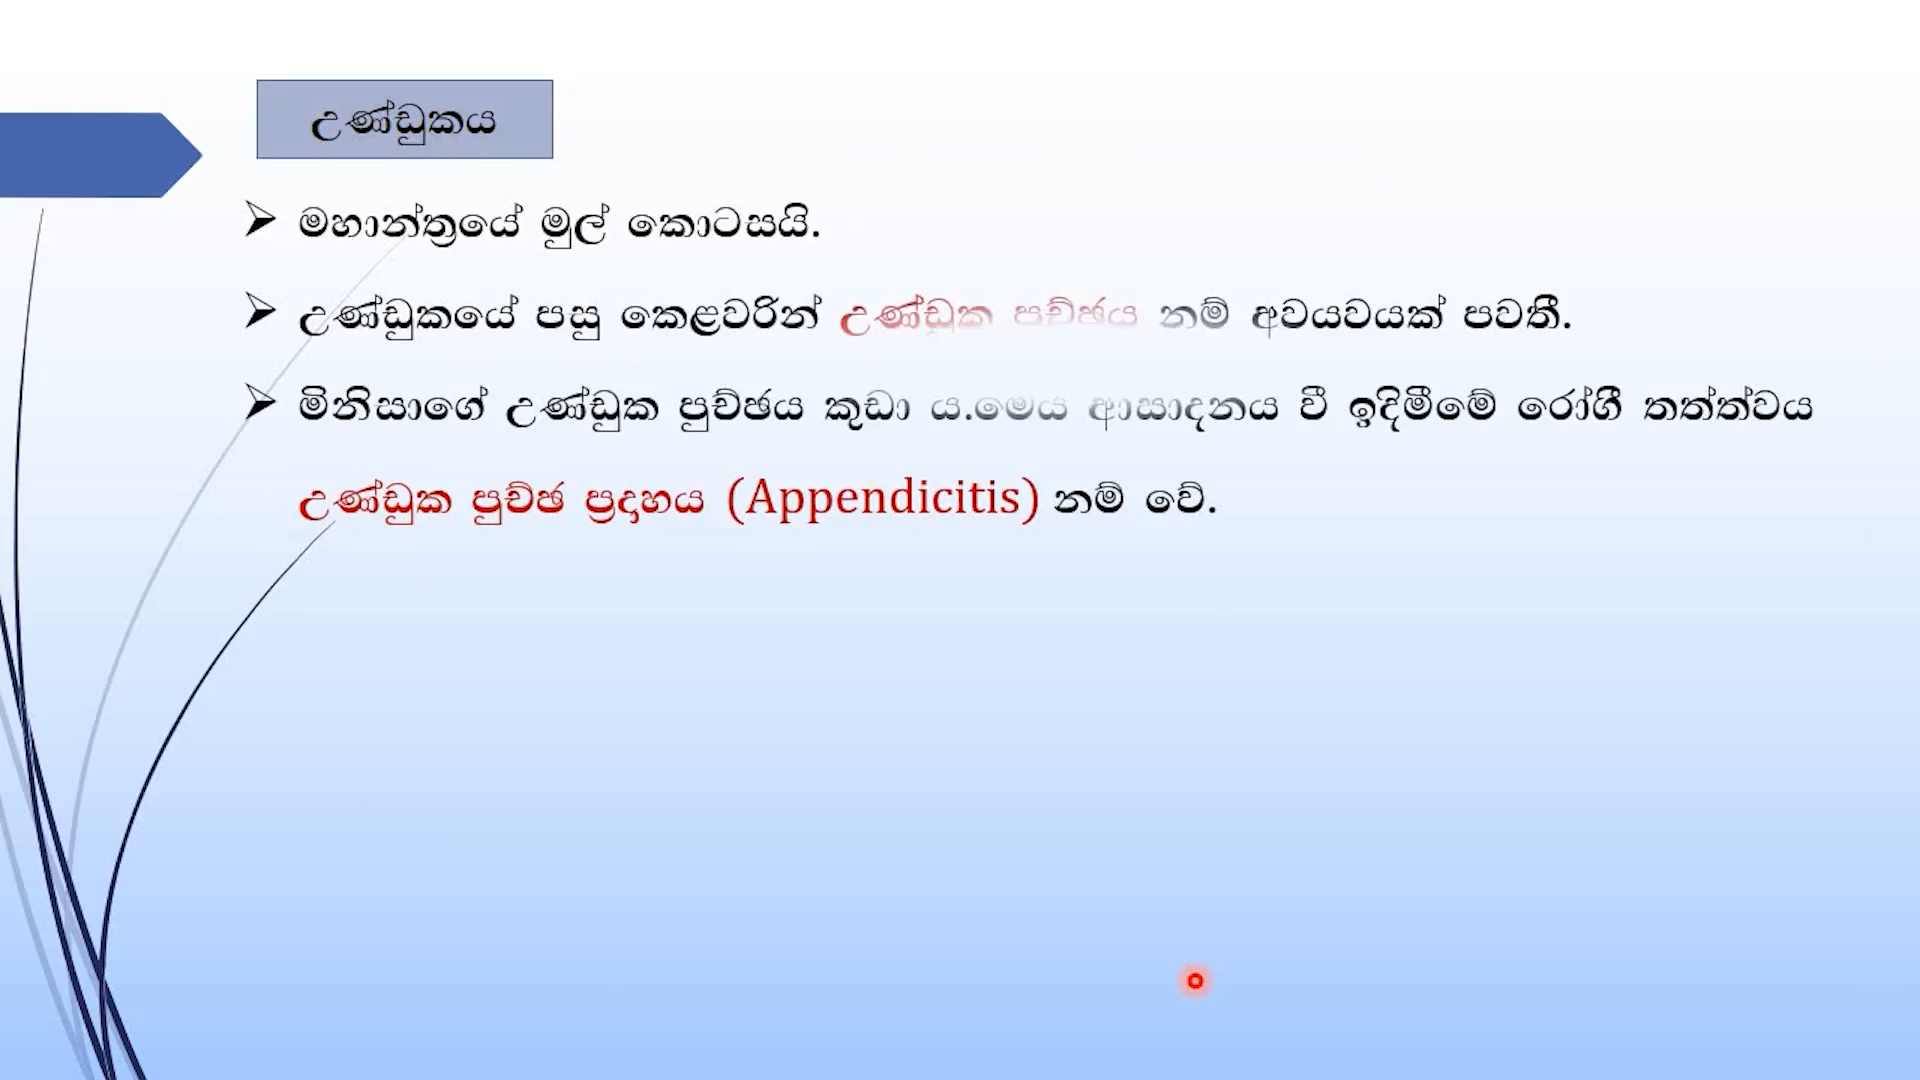 උණ්ඩුකය
මහාන්ත්‍රයේ මුල් කොටසයි.
උණ්ඩුකයේ පසු කෙළවරින් උණ්ඩුක පුච්ඡය නම් අවයවයක් පවතී.
මිනිසාගේ උණ්ඩුක පුච්ඡය කුඩා ය.මෙය ආසාදනය වී ඉදිමීමේ රෝගී තත්ත්වය
උණ්ඩුක පුච්ඡ ප්‍රදාහය (Appendicitis) නම් වේ.